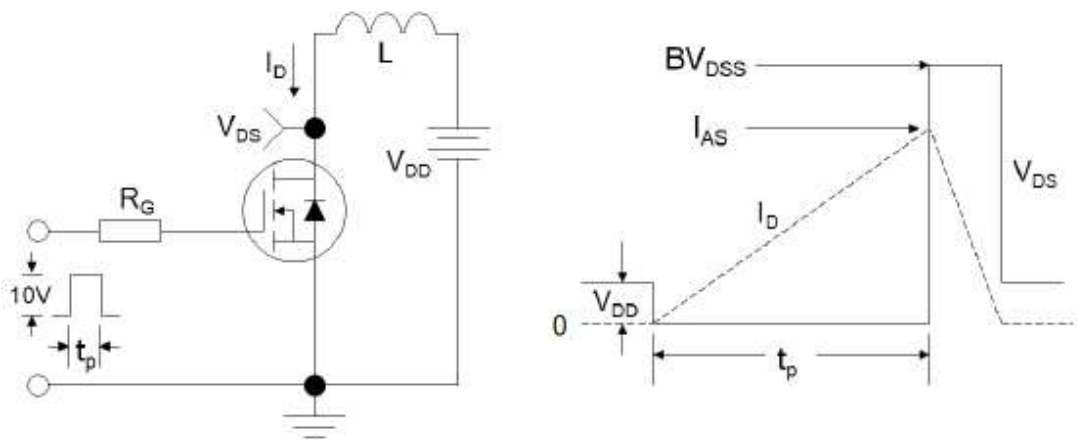 L
I_D
V_DS
V_DD
R_G
10V
t_p
BV_DSS
I_AS
V_DS
I_D
V_DD
0
t_p